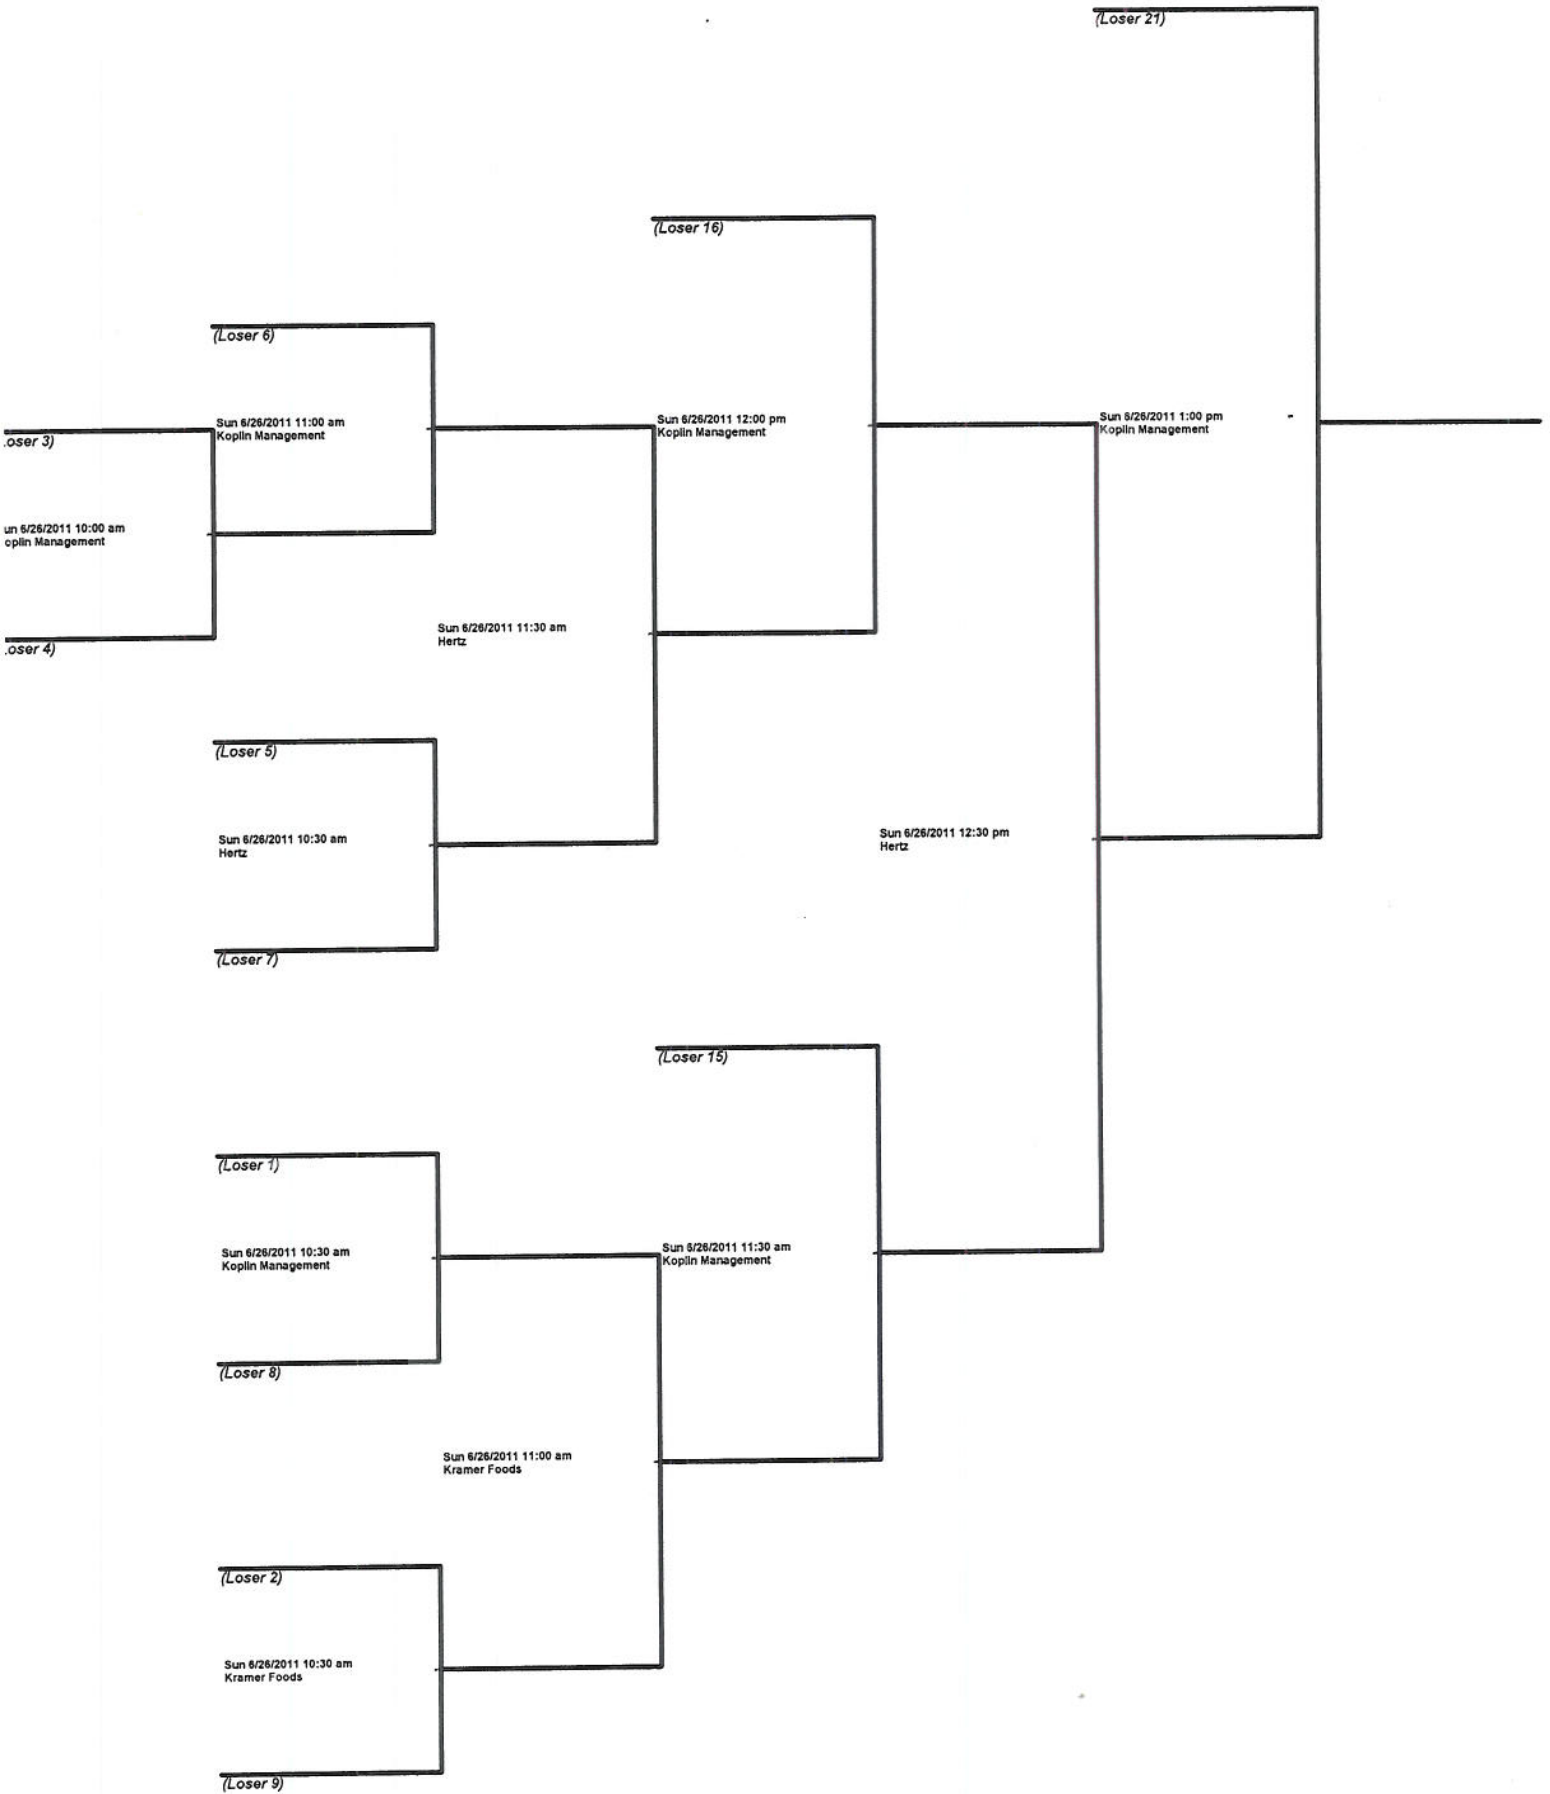 (Loser 21)
(Loser 16)
(Loser 6)
Sun 6/26/2011 11:00 am
Koplin Management
Sun 6/26/2011 12:00 pm
Koplin Management
Sun 6/26/2011 1:00 pm
Koplin Management
.oser 3)
un 6/26/2011 10:00 am
oplin Management
Sun 6/26/2011 11:30 am
Hertz
.oser 4)
(Loser 5)
Sun 6/26/2011 10:30 am
Hertz
Sun 6/26/2011 12:30 pm
Hertz
(Loser 7)
(Loser 15)
(Loser 1)
Sun 6/26/2011 10:30 am
Koplin Management
Sun 6/26/2011 11:30 am
Koplin Management
(Loser 8)
Sun 6/26/2011 11:00 am
Kramer Foods
(Loser 2)
Sun 6/26/2011 10:30 am
Kramer Foods
(Loser 9)